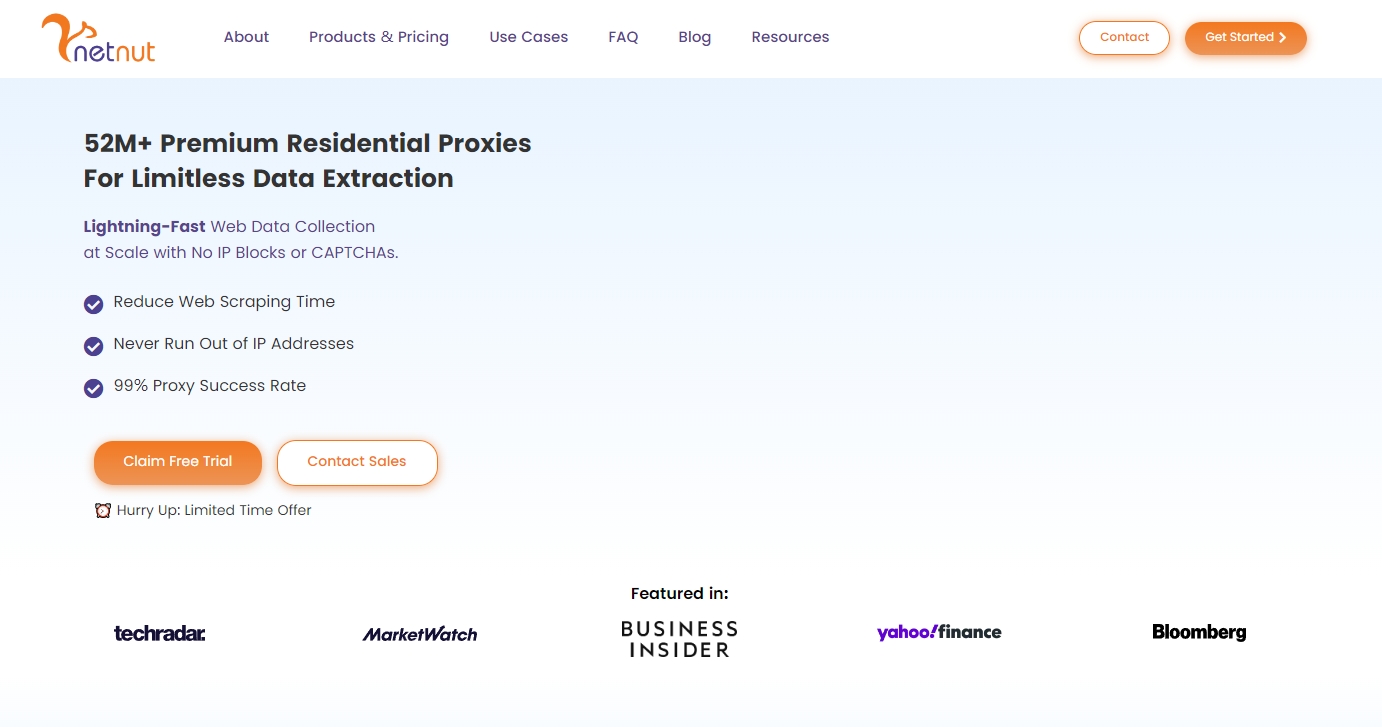 netnut
About
Products & Pricing
Use Cases
FAQ
Blog
Resources
Contact
Get Started
52M+ Premium Residential Proxies
For Limitless Data Extraction
Lightning-Fast Web Data Collection
at Scale with No IP Blocks or CAPTCHAs.
Reduce Web Scraping Time
Never Run Out of IP Addresses
99% Proxy Success Rate
Claim Free Trial
Contact Sales
Hurry Up: Limited Time Offer
Featured in:
techradar.
MarketWatch
BUSINESS
INSIDER
yahoo!finance
Bloomberg